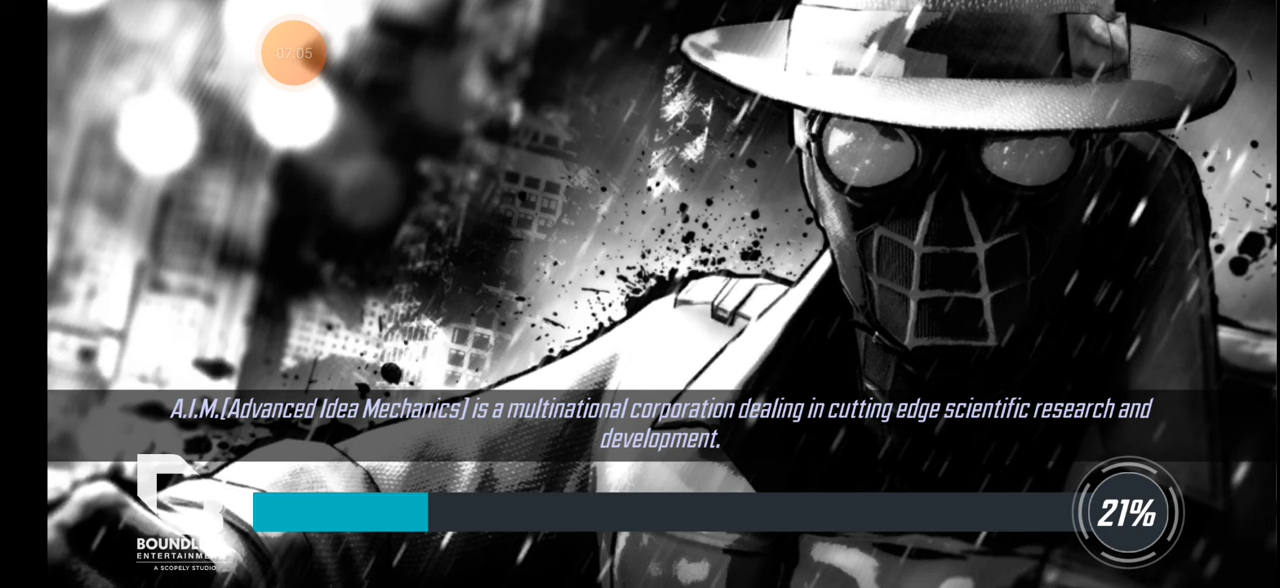 07:05
A.I.M.[Advanced Idea Mechanics] is a multinational corporation dealing in cutting edge scientific research and
development.
21%
BOUNDLESS
ENTERTAINMENT
A SCOPELY STUDIO